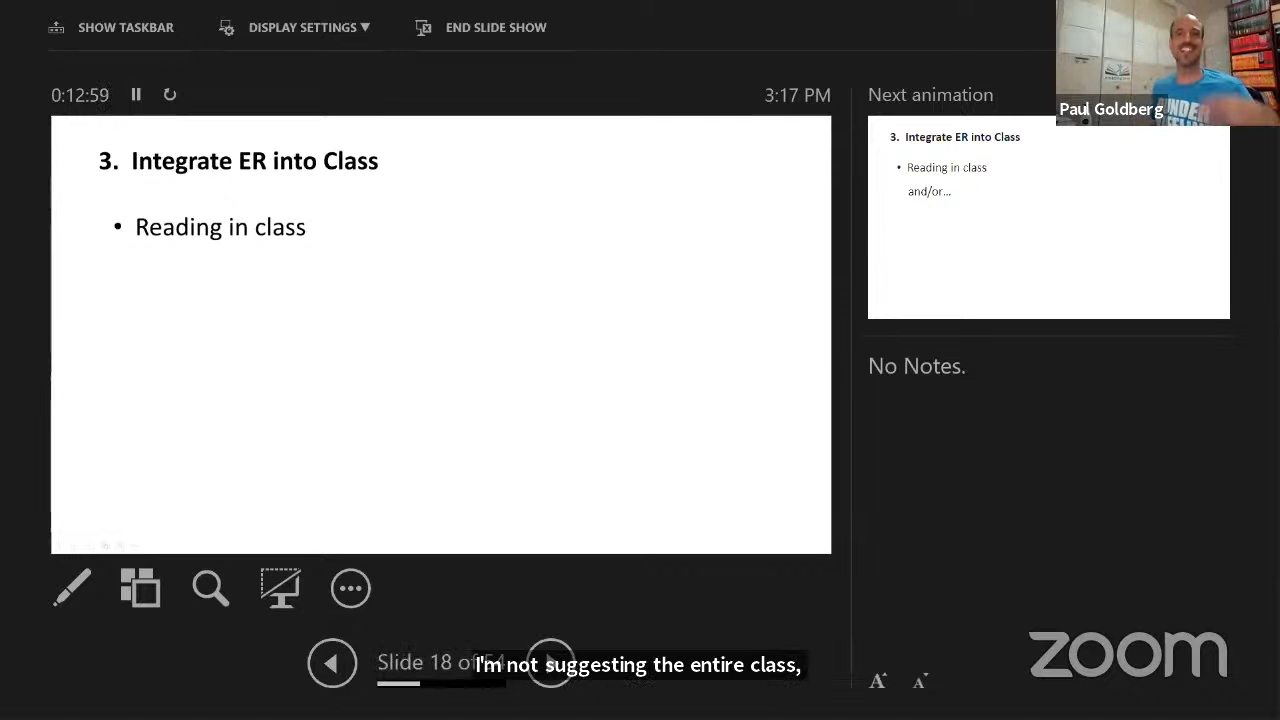 SHOW TASKBAR
DISPLAY SETTINGS
END SLIDE SHOW
0:12:59
3:17 PM
Next animation
Paul Goldberg
3. Integrate ER into Class
• Reading in class
3. Integrate ER into Class
• Reading in class
and/or...
No Notes.
Slide 18 of 54
I'm not suggesting the entire class,
A A
zoom